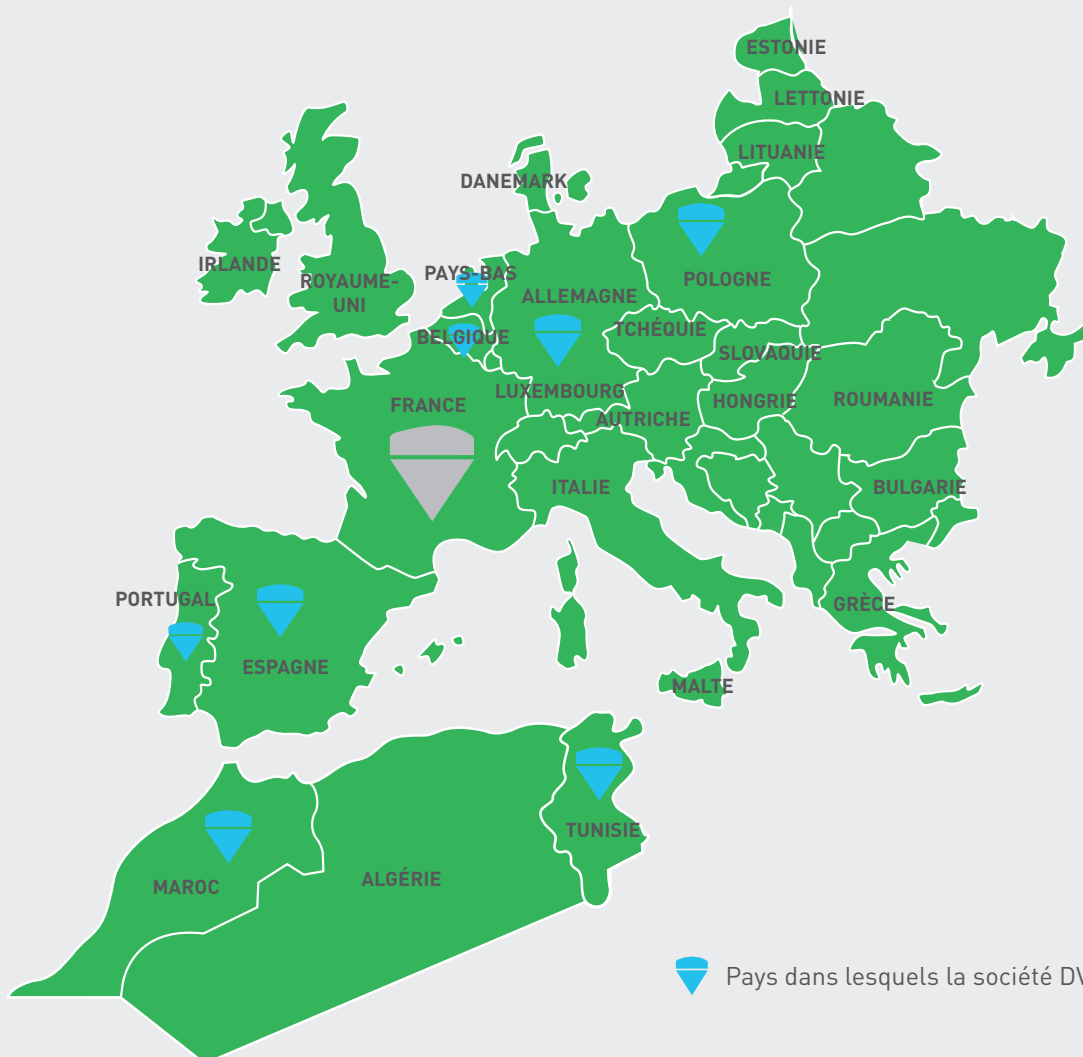 ESTONIE
LETTONIE
LITUANIE
DANEMARK
IRLANDE
ROYAUME-
UNI
PAYS-BAS
POLOGNE
ALLEMAGNE
BELGIQUE
TCHÉQUIE
SLOVAQUIE
LUXEMBOURG
FRANCE
AUTRICHE
HONGRIE
ROUMANIE
ITALIE
BULGARIE
PORTUGAL
GRÈCE
ESPAGNE
MALTE
TUNISIE
MAROC
ALGÉRIE
Pays dans lesquels la société DV